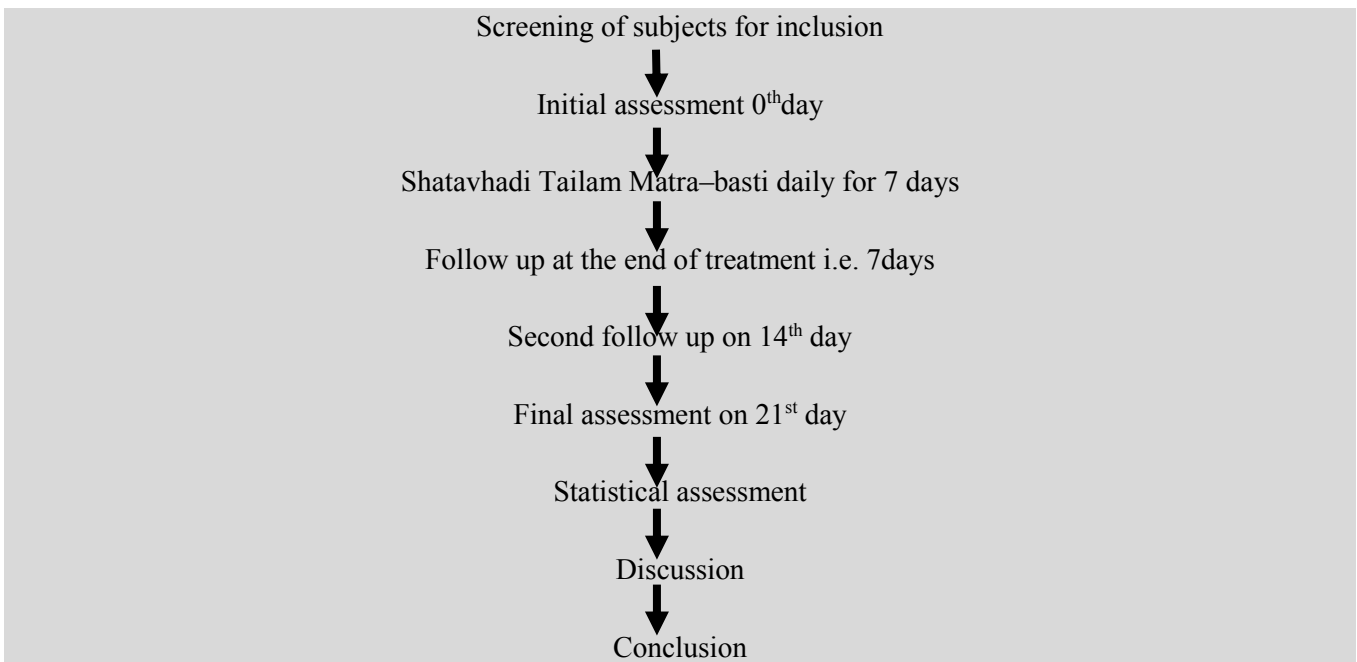 Screening of subjects for inclusion
Initial assessment 0thday
Shatavhadi Tailam Matra–basti daily for 7 days
Follow up at the end of treatment i.e. 7days
Second follow up on 14th day
Final assessment on 21st day
Statistical assessment
Discussion
Conclusion